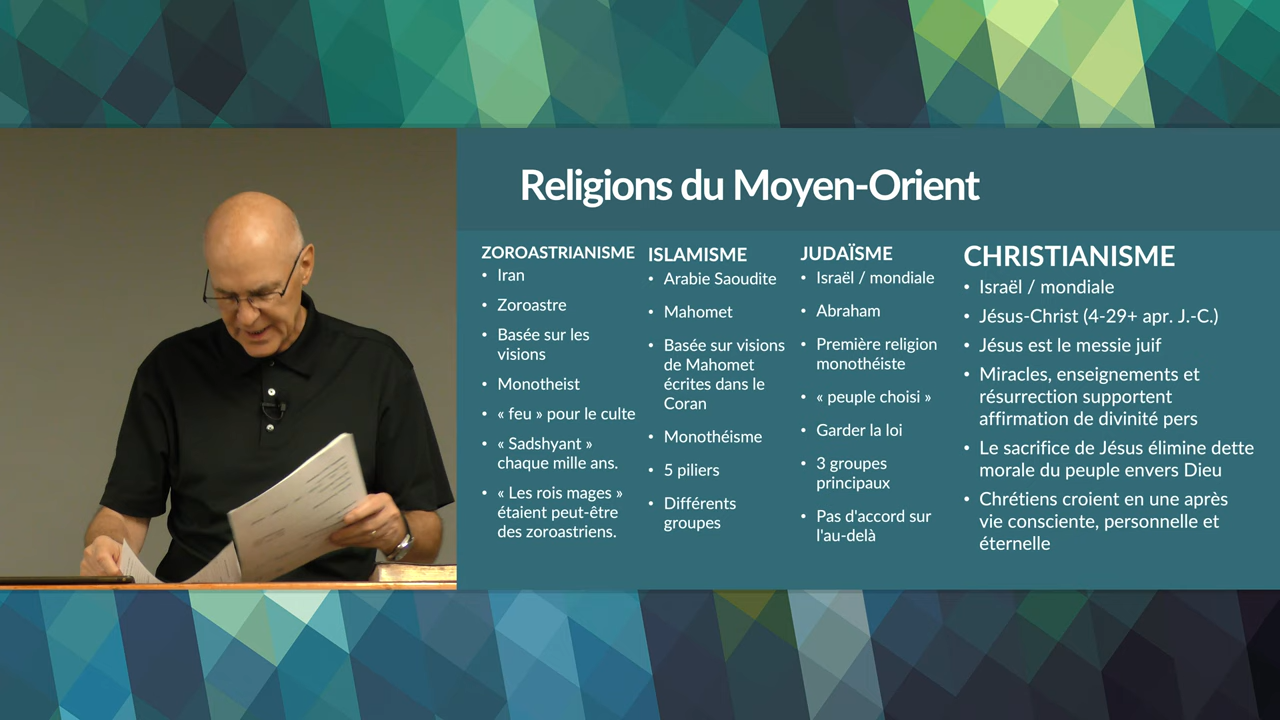 Religions du Moyen-Orient
ZOROASTRIANISME
• Iran
• Zoroastre
• Basée sur les
visions
• Monotheist
• « feu » pour le culte
• « Sadshyant »
chaque mille ans.
• « Les rois mages »
étaient peut-être
des zoroastriens.
ISLAMISME
• Arabie Saoudite
• Mahomet
• Basée sur visions
de Mahomet
écrites dans le
Coran
• Monothéisme
• 5 piliers
• Différents
groupes
JUDAÏSME
• Israël / mondiale
• Abraham
• Première religion
monothéiste
• « peuple choisi »
• Garder la loi
• 3 groupes
principaux
• Pas d'accord sur
l'au-delà
CHRISTIANISME
• Israël / mondiale
• Jésus-Christ (4-29+ apr. J.-C.)
• Jésus est le messie juif
• Miracles, enseignements et
résurrection supportent
affirmation de divinité pers
• Le sacrifice de Jésus élimine dette
morale du peuple envers Dieu
• Chrétiens croient en une après
vie consciente, personnelle et
éternelle